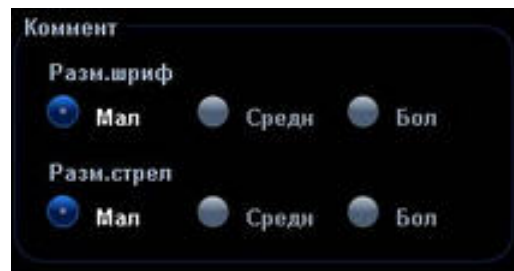 Коммент
Разм.шриф
Мал Средн Бол
Разм.стрел
Мал Средн Бол